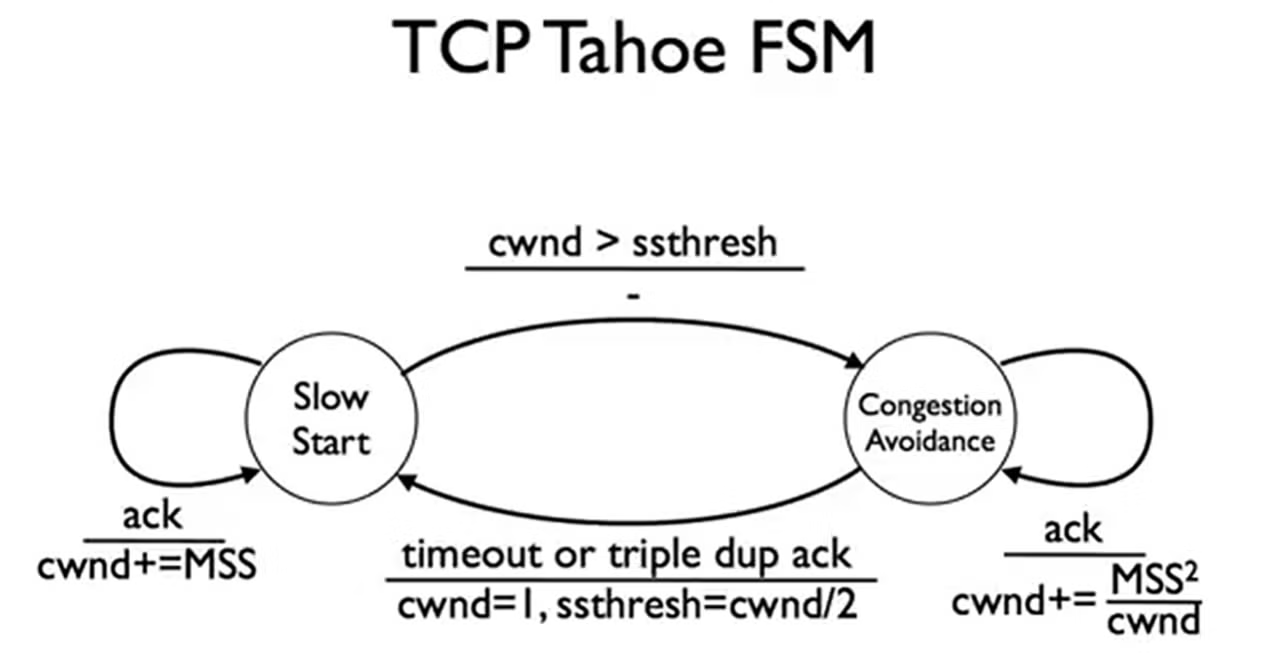 TCP Tahoe FSM
cwnd > ssthresh
-
Slow
Start
Congestion
Avoidance
ack
cwnd+=MSS
timeout or triple dup ack
cwnd=1, ssthresh=cwnd/2
ack
cwnd+= MSS²
cwnd